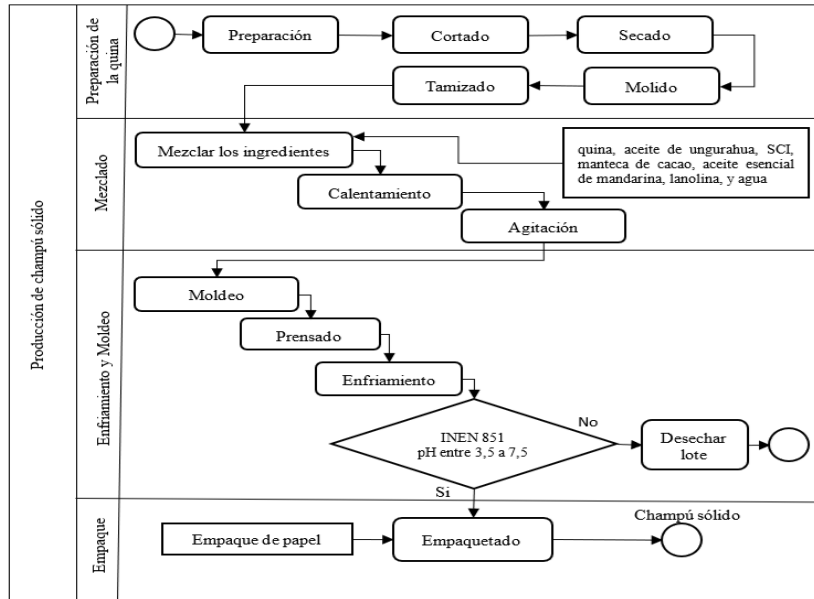 Producción de champú sólido
Preparación de
la quina
Preparación
Cortado
Secado
Molido
Tamizado
Mezclado
Mezclar los ingredientes
quina, aceite de ungurahua, SCI,
manteca de cacao, aceite esencial
de mandarina, lanolina, y agua
Calentamiento
Agitación
Enfriamiento y Moldeo
Moldeo
Prensado
Enfriamiento
INEN 851
pH entre 3,5 a 7,5
No
Desechar
lote
Si
Empaque
Empaque de papel
Empaquetado
Champú sólido